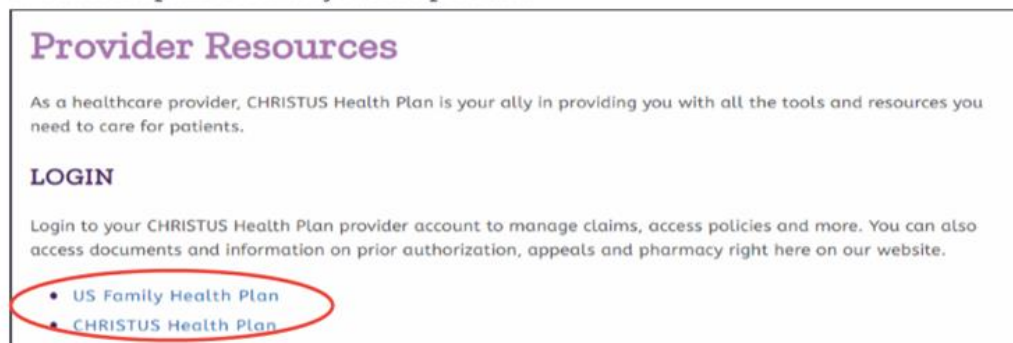 Provider Resources
As a healthcare provider, CHRISTUS Health Plan is your ally in providing you with all the tools and resources you
need to care for patients.
LOGIN
Login to your CHRISTUS Health Plan provider account to manage claims, access policies and more. You can also
access documents and information on prior authorization, appeals and pharmacy right here on our website.
• US Family Health Plan
• CHRISTUS Health Plan